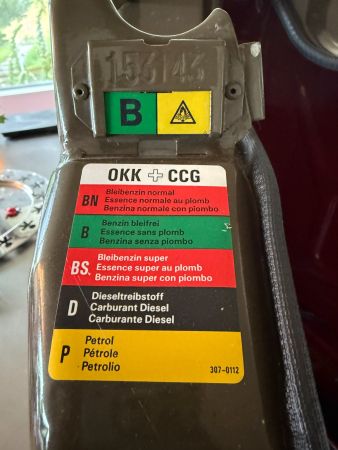 153143
B
OKK + CCG
BN
Bleibenzin normal
Essence normale au plomb
Benzina normale con piombo
B
Benzin bleifrei
Essence sans plomb
Benzina senza piombo
BS.
Bleibenzin super
Essence super au plomb
Benzina super con piombo
D
Dieseltreibstoff
Carburant Diesel
Carburante Diesel
P
Petrol
Pétrole
Petrolio
307-0112